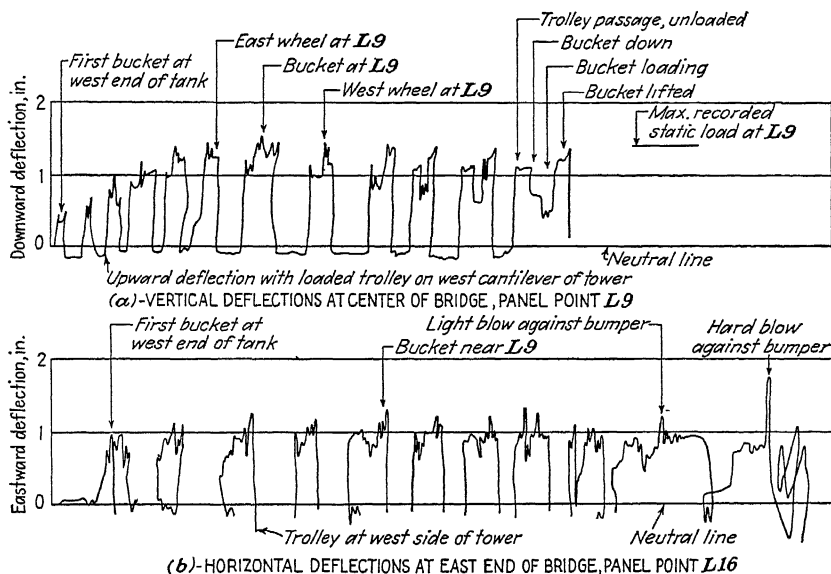 Trolley passage, unloaded
East wheel at L9
Bucket down
First bucket at
west end of tank
Bucket at L9
Bucket loading
West wheel at L9
Bucket lifted
Max. recorded
static load at L9
Downward deflection, in.
2
1
0
Neutral line
Upward deflection with loaded trolley on west cantilever of tower
(a)-VERTICAL DEFLECTIONS AT CENTER OF BRIDGE, PANEL POINT L9
First bucket at
west end of tank
Light blow against bumper
Hard blow
against bumper
Bucket near L9
Eastward deflection, in.
2
1
0
Trolley at west side of tower
Neutral line
(b)-HORIZONTAL DEFLECTIONS AT EAST END OF BRIDGE, PANEL POINT L16